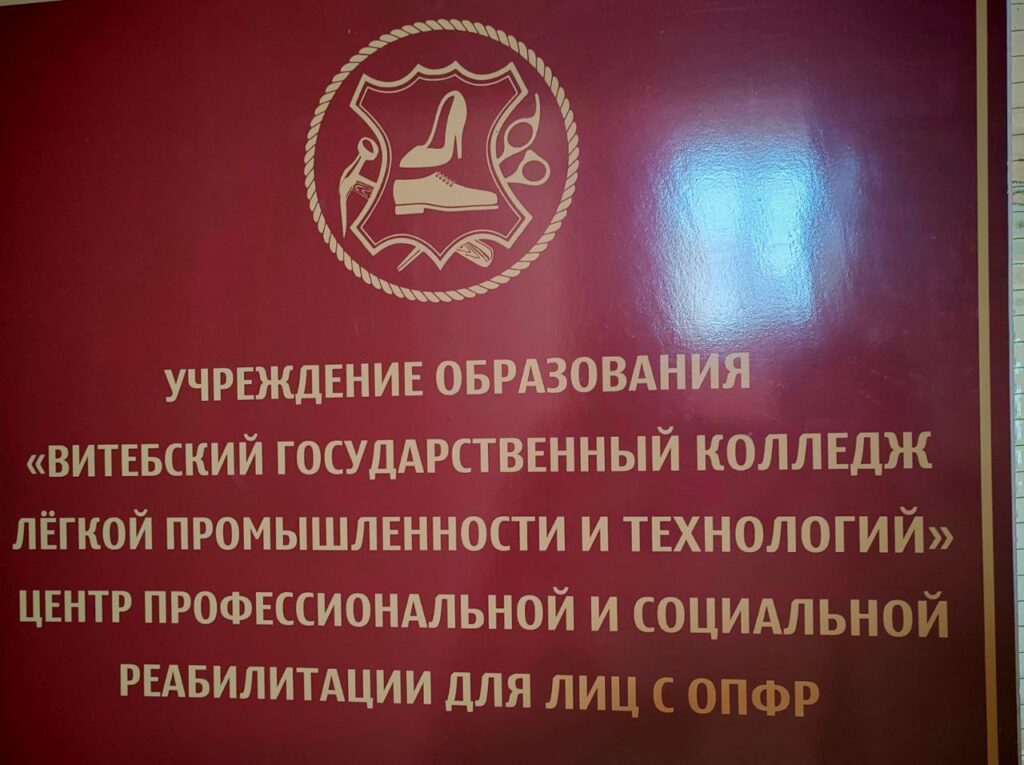 УЧРЕЖДЕНИЕ ОБРАЗОВАНИЯ
«ВИТЕБСКИЙ ГОСУДАРСТВЕННЫЙ КОЛЛЕДЖ
ЛЁГКОЙ ПРОМЫШЛЕННОСТИ И ТЕХНОЛОГИЙ»
ЦЕНТР ПРОФЕССИОНАЛЬНОЙ И СОЦИАЛЬНОЙ
РЕАБИЛИТАЦИИ ДЛЯ ЛИЦ С ОПФР